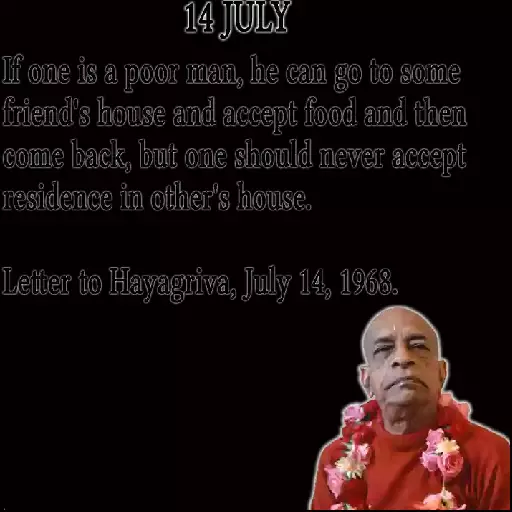 14 JULY
If one is a poor man, he can go to some
friend's house and accept food and then
come back, but one should never accept
residence in other's house.
Letter to Hayagriva, July 14, 1968.